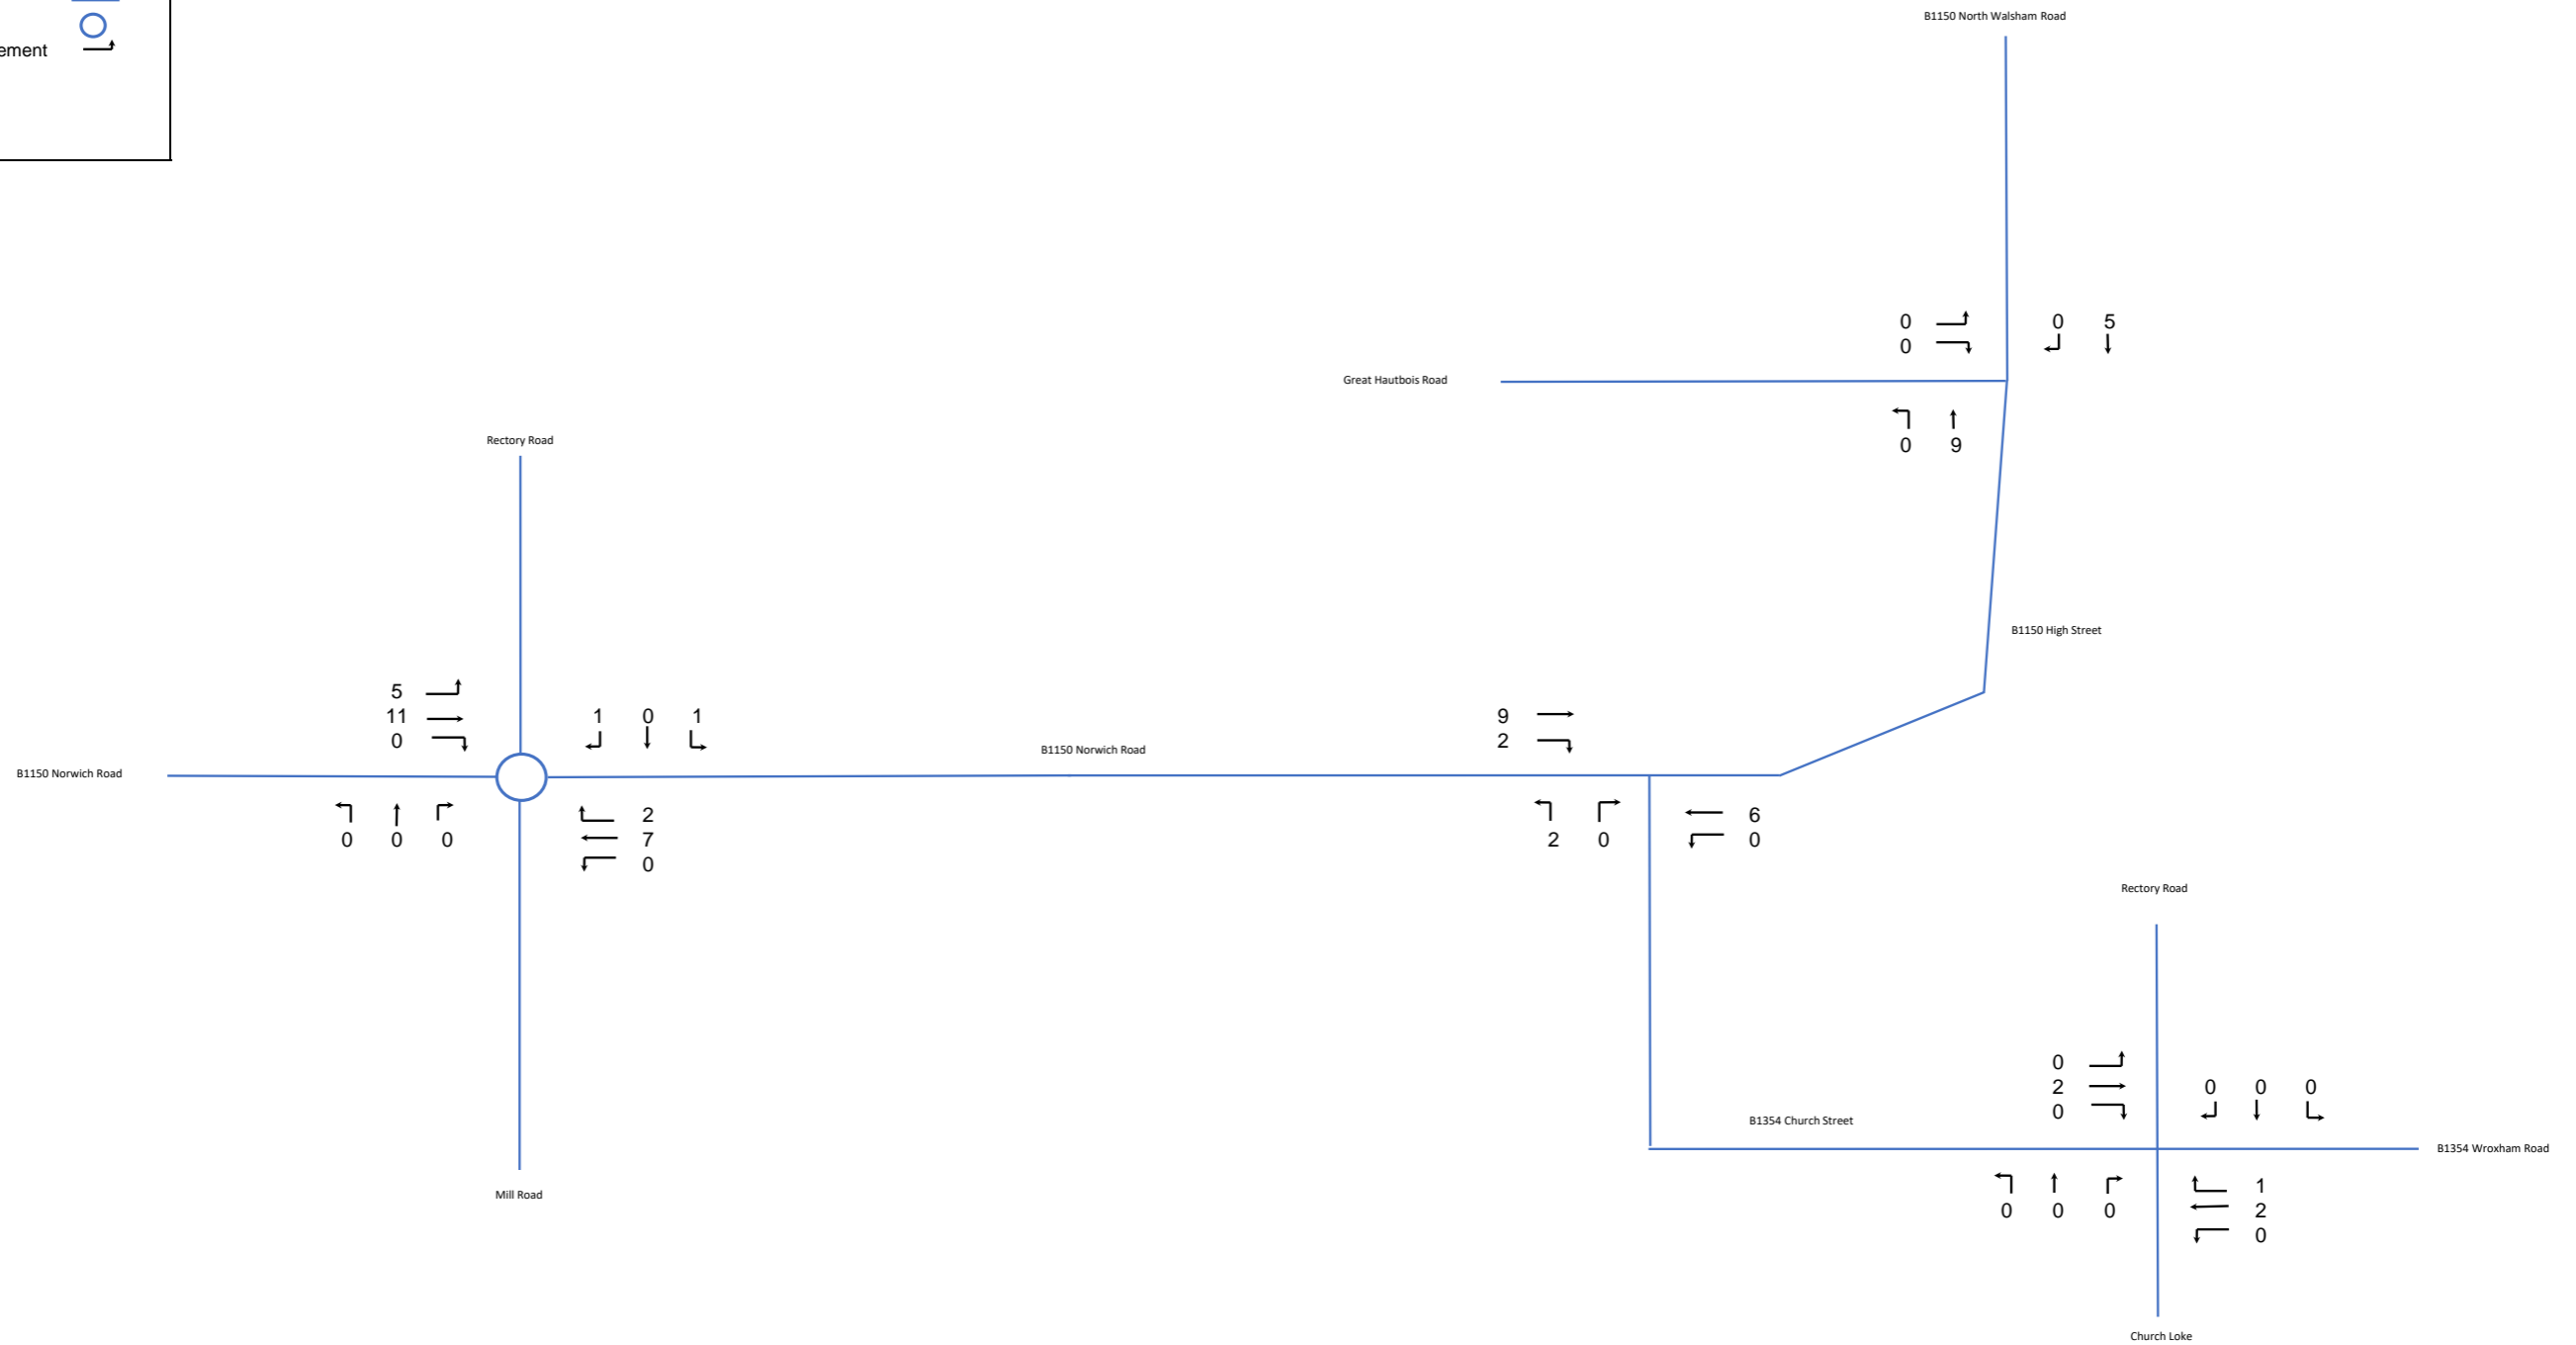 B1150 North Walsham Road
ement
0 0 5
0
Great Hautbois Road
0 9
Rectory Road
B1150 High Street
5
11 1 0 1
0
9
2
B1150 Norwich Road
B1150 Norwich Road
0 0 0
2
7
0
2 0
6
0
Rectory Road
0
2 0 0 0
0
B1354 Church Street
B1354 Wroxham Road
Mill Road
0 0 0
1
2
0
Church Loke